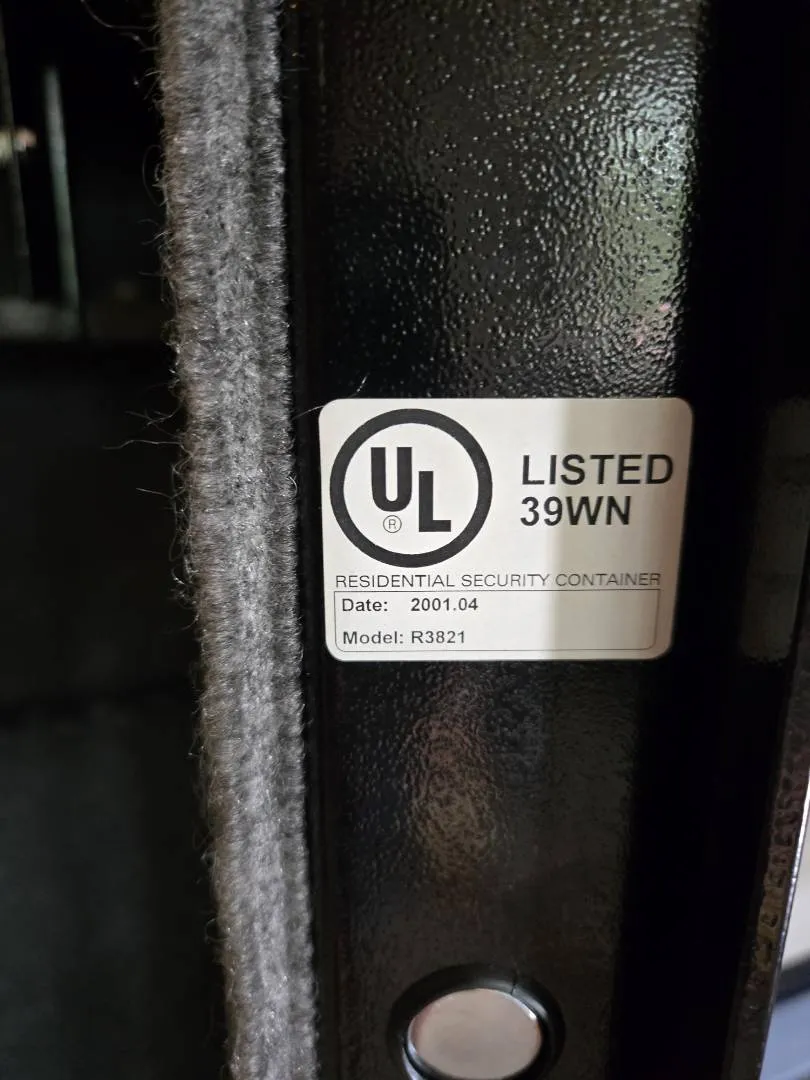 UL
®
LISTED
39WN
RESIDENTIAL SECURITY CONTAINER
Date: 2001.04
Model: R3821